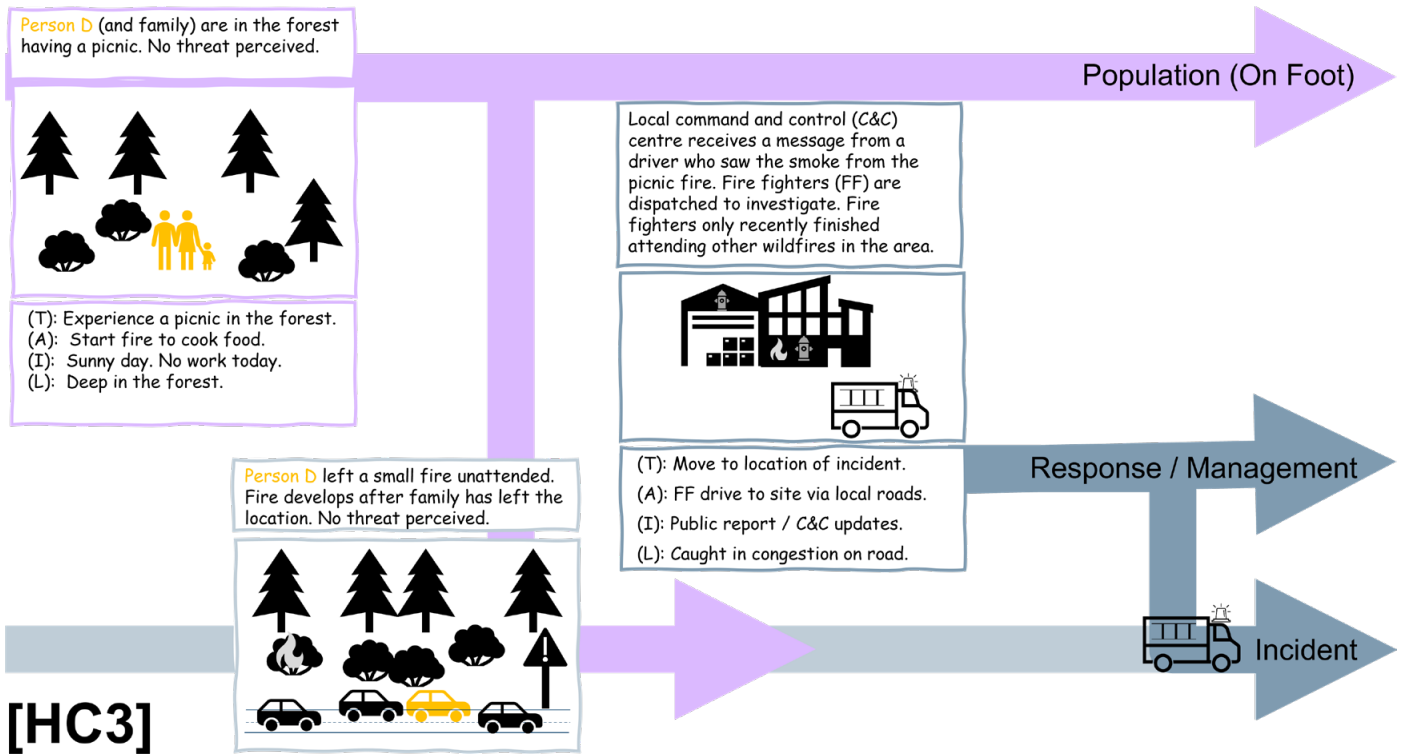 Person D (and family) are in the forest
having a picnic. No threat perceived.
Population (On Foot)
(T): Experience a picnic in the forest.
(A): Start fire to cook food.
(I): Sunny day. No work today.
(L): Deep in the forest.
Local command and control (C&C)
centre receives a message from a
driver who saw the smoke from the
picnic fire. Fire fighters (FF) are
dispatched to investigate. Fire
fighters only recently finished
attending other wildfires in the area.
(T): Move to location of incident.
(A): FF drive to site via local roads.
(I): Public report / C&C updates.
(L): Caught in congestion on road.
Response / Management
Person D left a small fire unattended.
Fire develops after family has left the
location. No threat perceived.
Incident
[HC3]